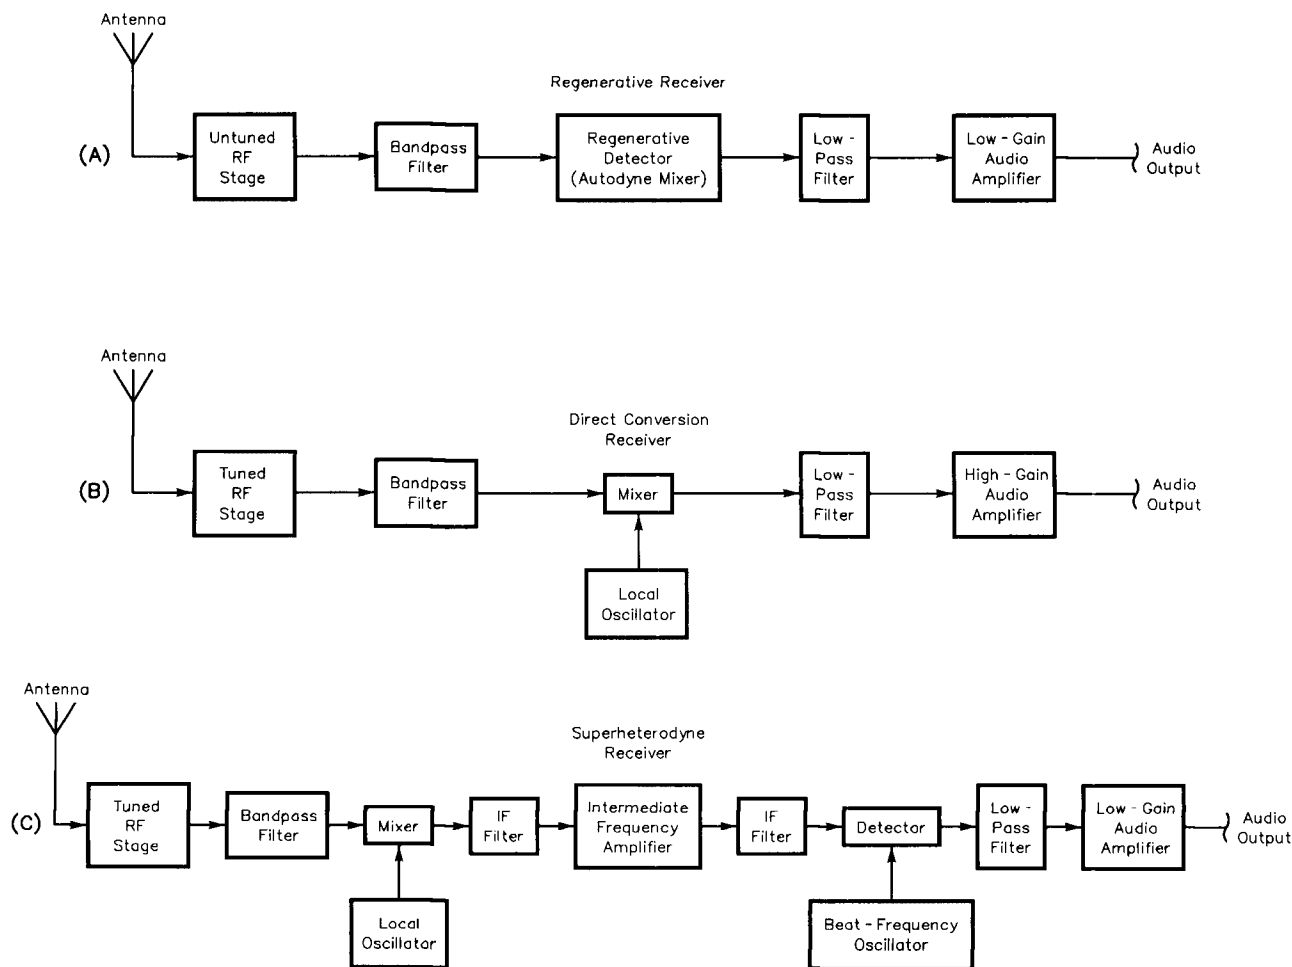 Antenna
Regenerative Receiver
(A)
Untuned
RF
Stage
Bandpass
Filter
Regenerative
Detector
(Autodyne Mixer)
Low -
Pass
Filter
Low - Gain
Audio
Amplifier
Audio
Output
Antenna
Direct Conversion
Receiver
(B)
Tuned
RF
Stage
Bandpass
Filter
Mixer
Low -
Pass
Filter
High - Gain
Audio
Amplifier
Audio
Output
Local
Oscillator
Antenna
Superheterodyne
Receiver
(C)
Tuned
RF
Stage
Bandpass
Filter
Mixer
IF
Filter
Intermediate
Frequency
Amplifier
IF
Filter
Detector
Low -
Pass
Filter
Low - Gain
Audio
Amplifier
Audio
Output
Local
Oscillator
Beat - Frequency
Oscillator